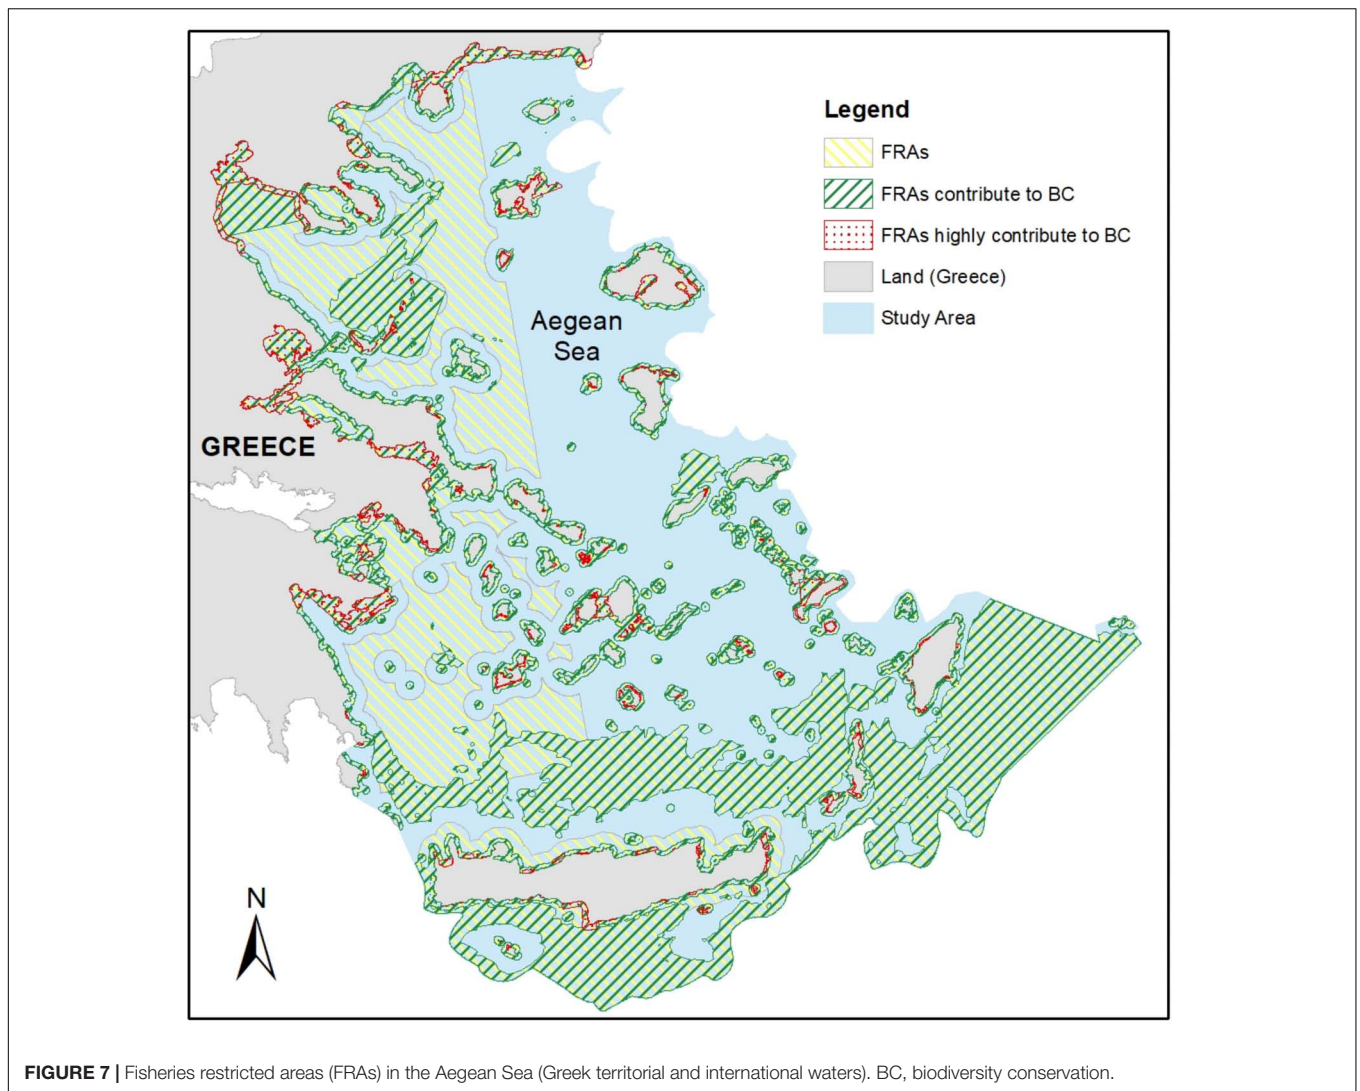 Legend
FRAs
FRAs contribute to BC
FRAs highly contribute to BC
Land (Greece)
Study Area
Aegean
Sea
GREECE
N
FIGURE 7 | Fisheries restricted areas (FRAs) in the Aegean Sea (Greek territorial and international waters). BC, biodiversity conservation.